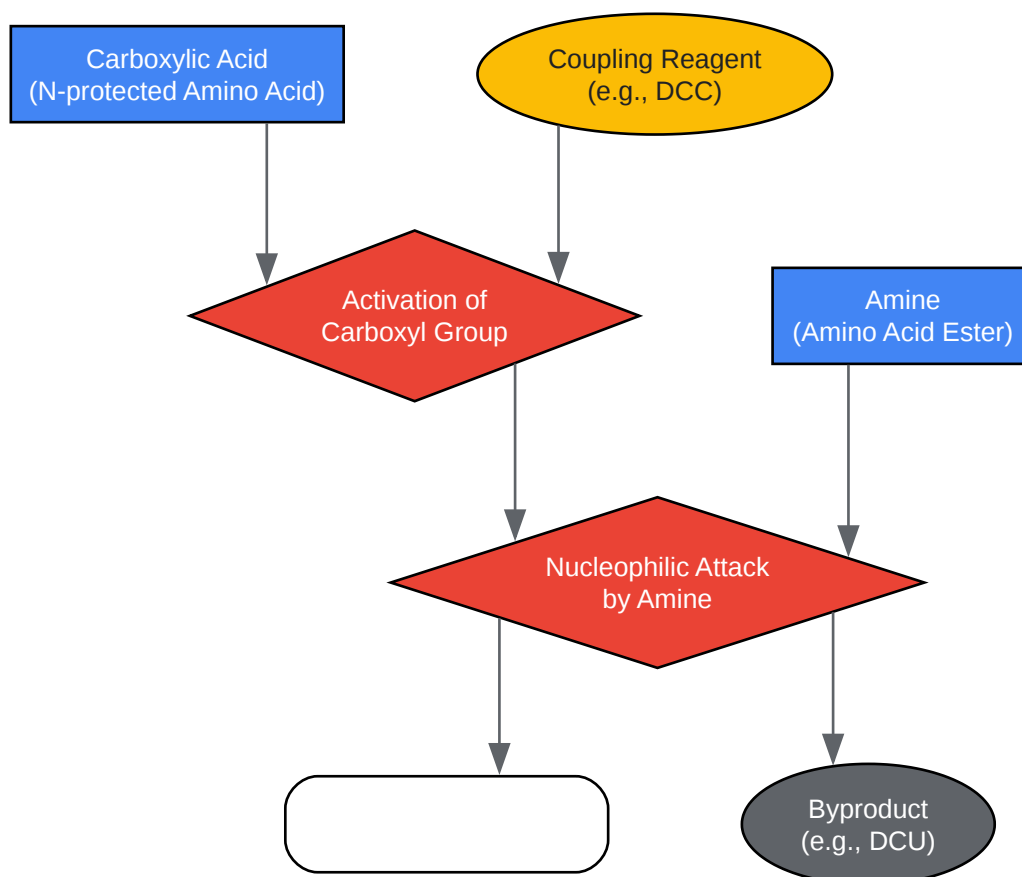 Carboxylic Acid
(N-protected Amino Acid)
Coupling Reagent
(e.g., DCC)
Activation of
Carboxyl Group
Amine
(Amino Acid Ester)
Nucleophilic Attack
by Amine
Byproduct
(e.g., DCU)